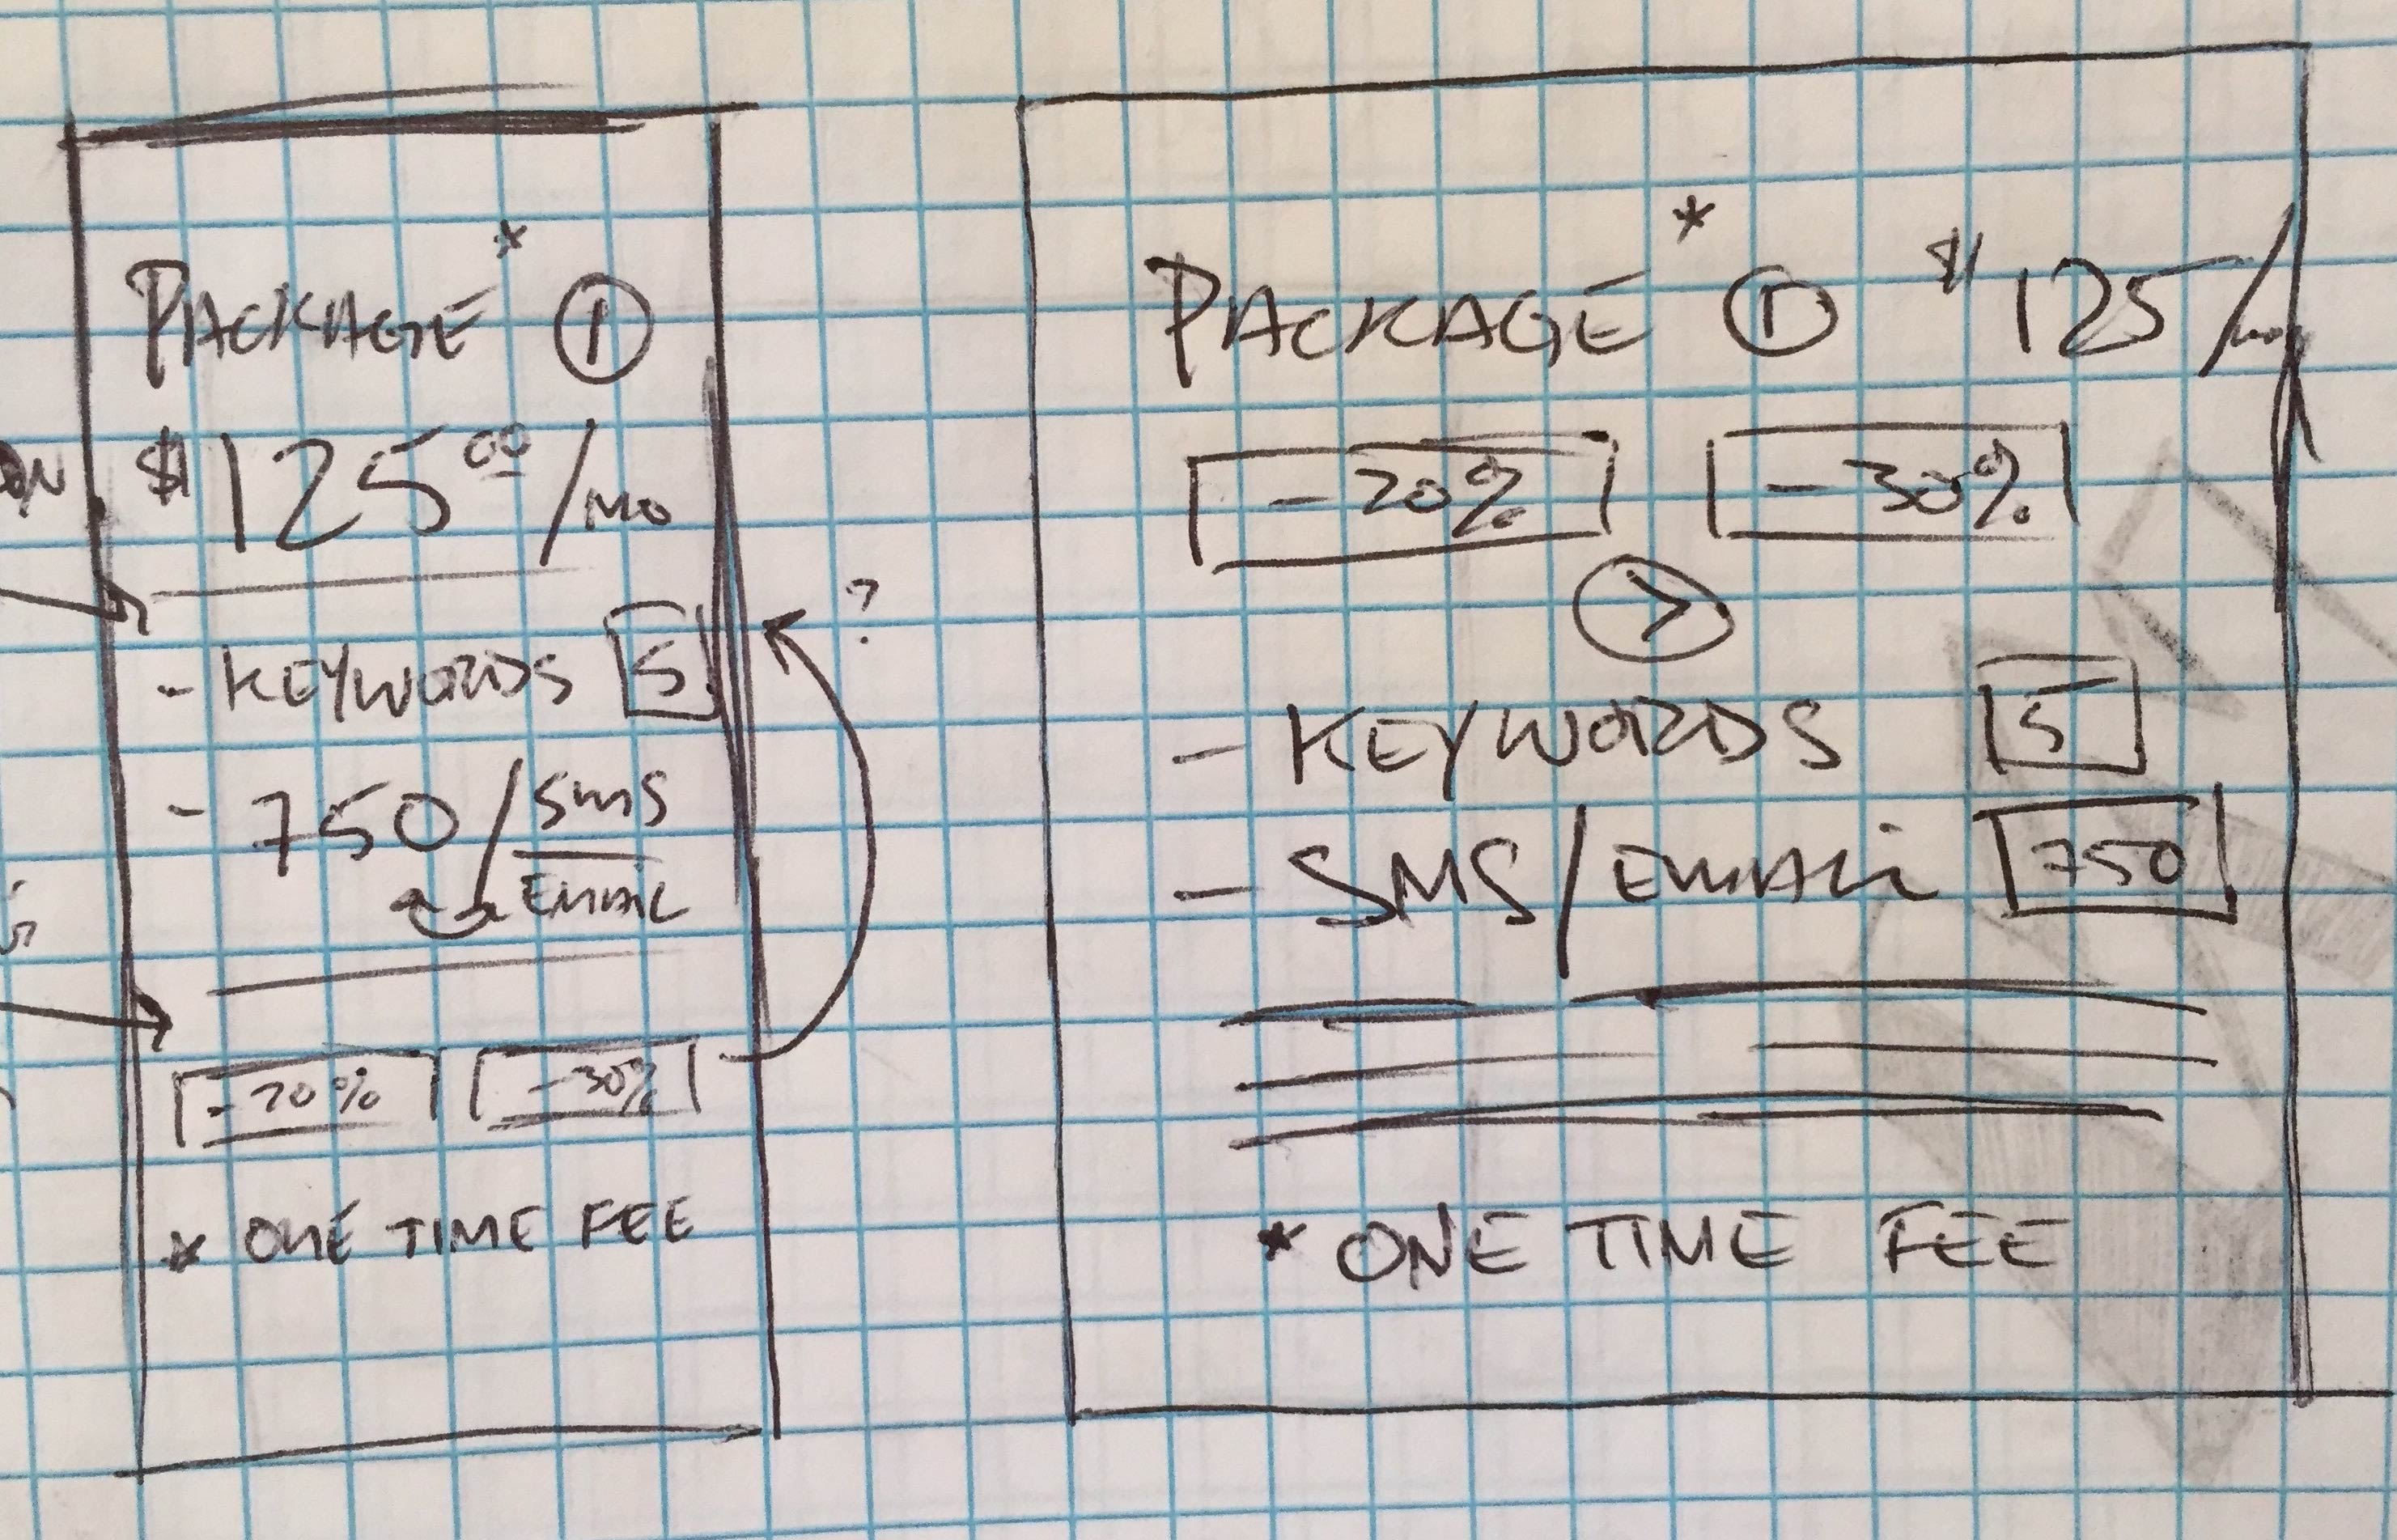 *
PACKAGE 1
$125 00/MO
- KEYWORDS 5
- 750/SMS
EMAIL
-20% -30%
* ONE TIME FEE
?
*
PACKAGE 1 $125/mo
-20% -30%
>
- KEYWORDS 5
- SMS/EMAIL 750
* ONE TIME FEE